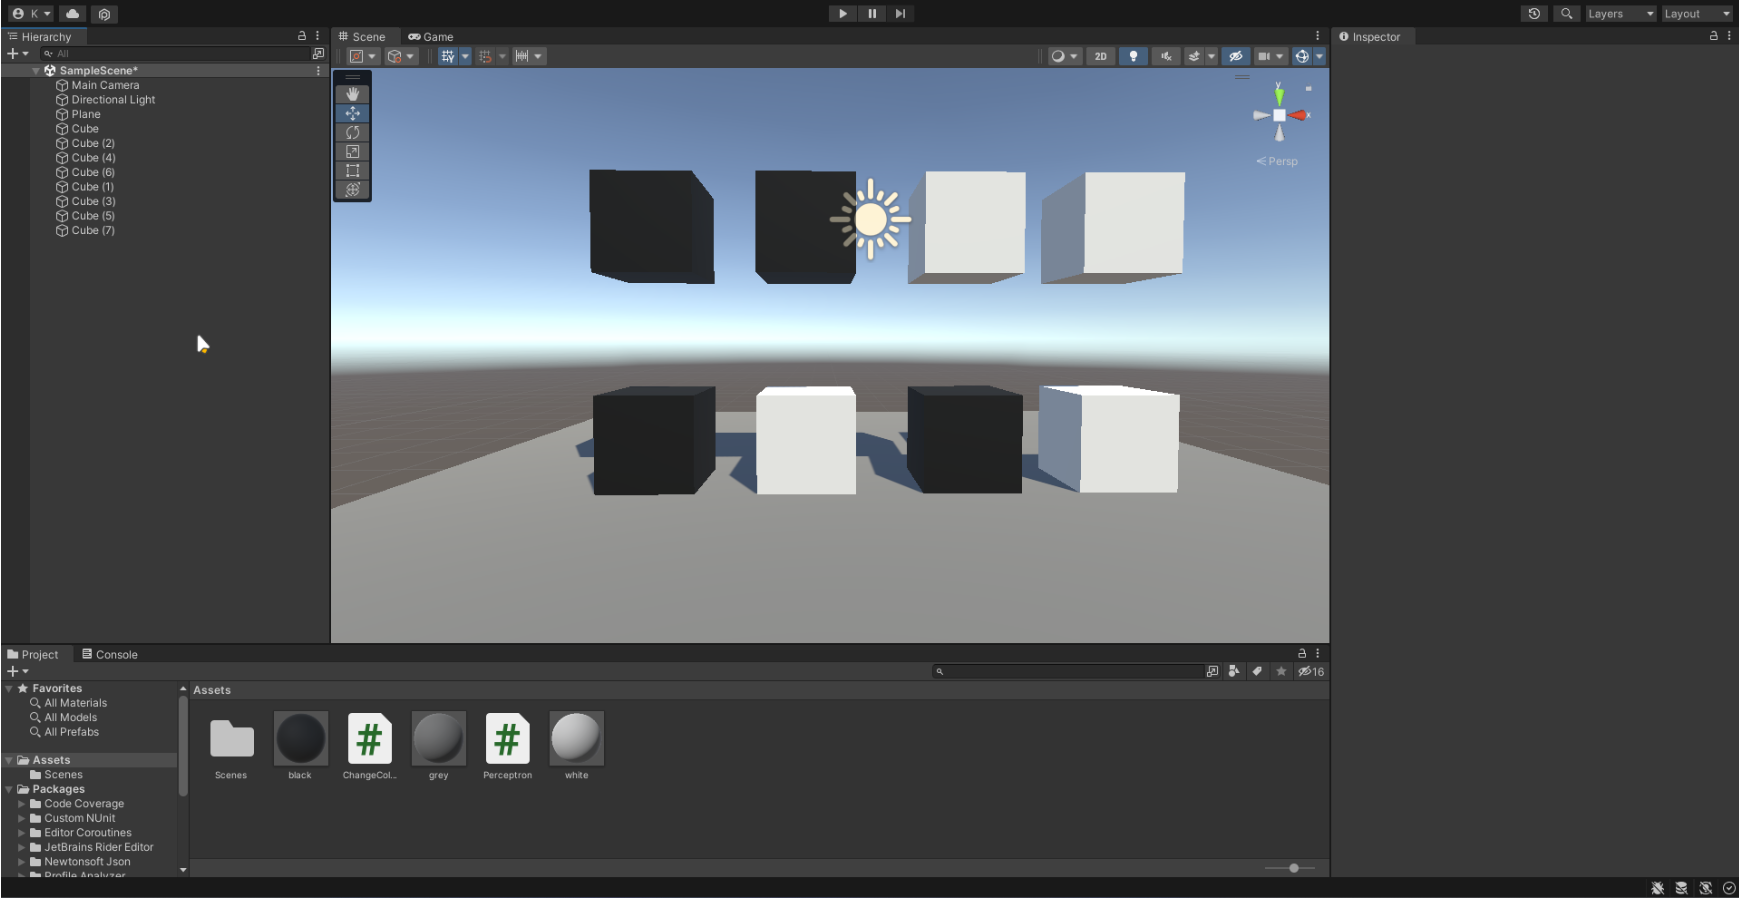 K
Layers
Layout
Hierarchy
Scene
Game
Inspector
All
2D
SampleScene*
Main Camera
Directional Light
Plane
Cube
Cube (2)
Cube (4)
Cube (6)
Cube (1)
Cube (3)
Cube (5)
Cube (7)
y
x
Persp
Project
Console
16
Favorites
All Materials
All Models
All Prefabs
Assets
Scenes
Packages
Code Coverage
Custom NUnit
Editor Coroutines
JetBrains Rider Editor
Newtonsoft Json
Profile Analyzer
Assets
#
#
Scenes
black
ChangeCol...
grey
Perceptron
white